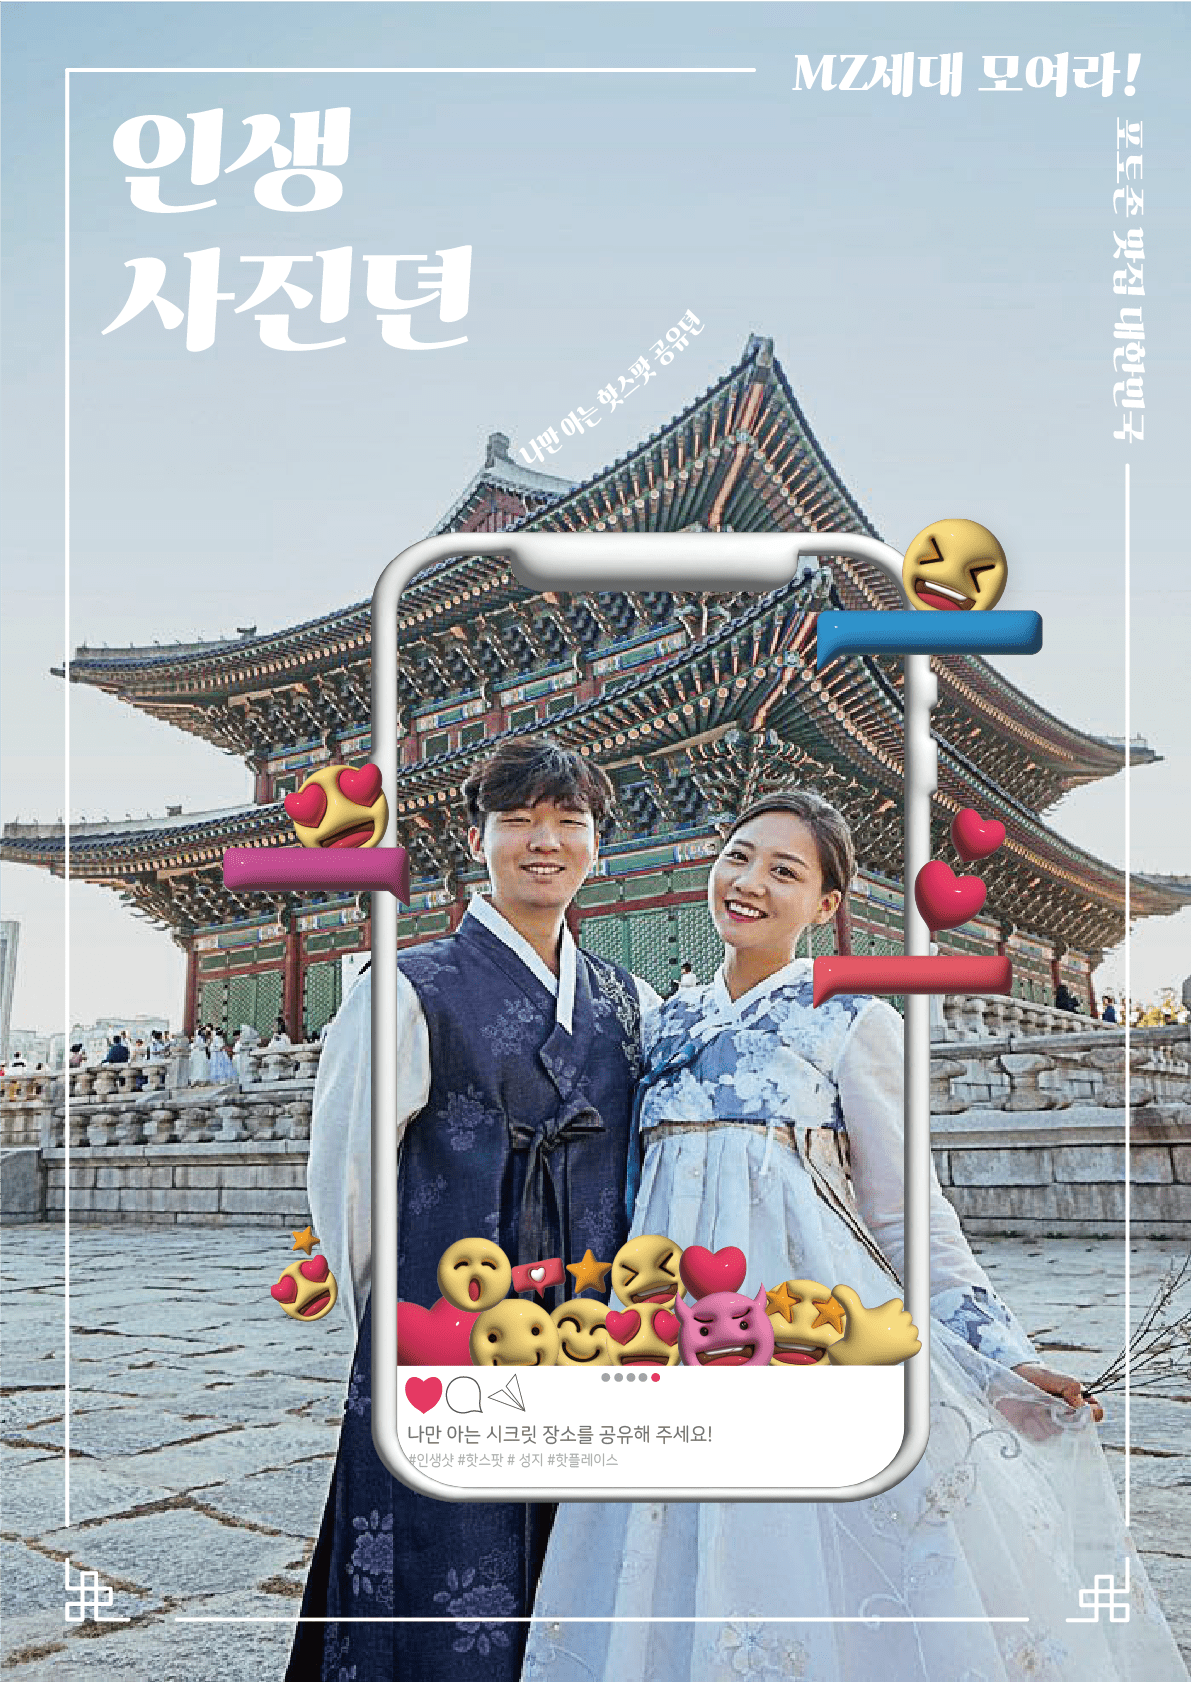 MZ세대 모여라!
포토존 맛집 대한민국
인생
사진뎐
나만 아는 핫스팟 공유뎐
나만 아는 시크릿 장소를 공유해 주세요!
#인생샷 #핫스팟 # 성지 #핫플레이스